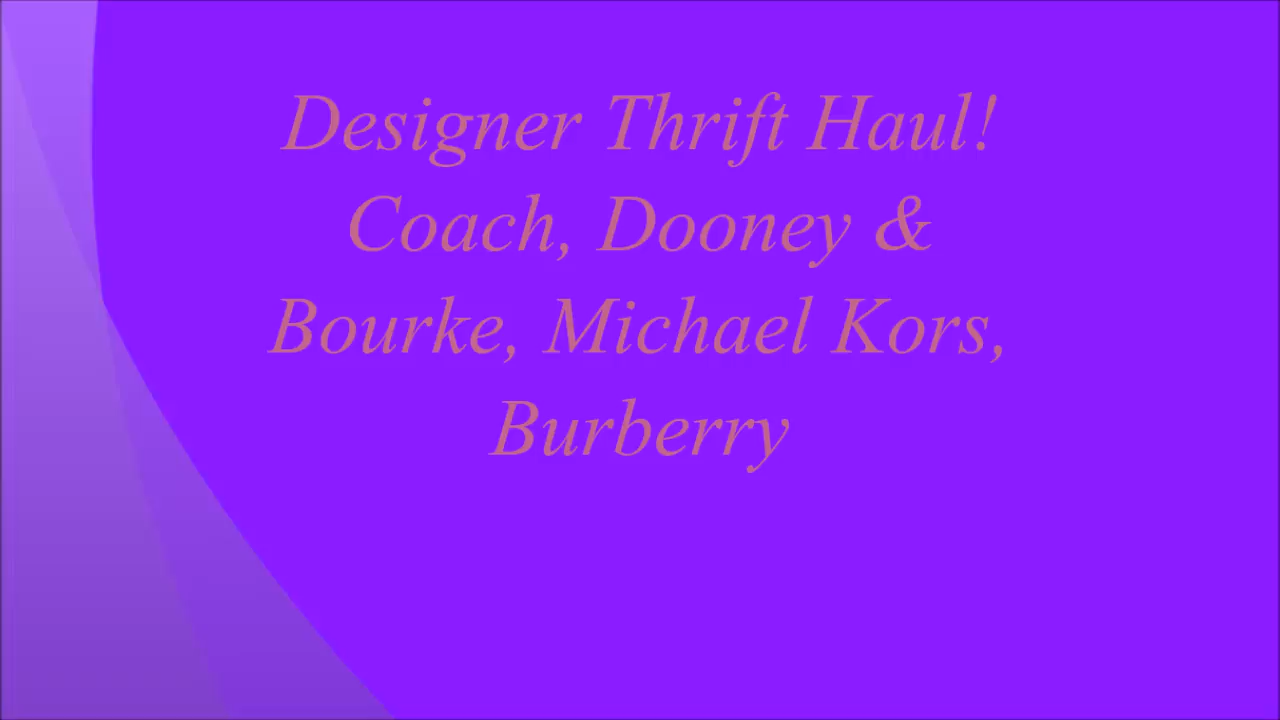 Designer Thrift Haul!
Coach, Dooney &
Bourke, Michael Kors,
Burberry